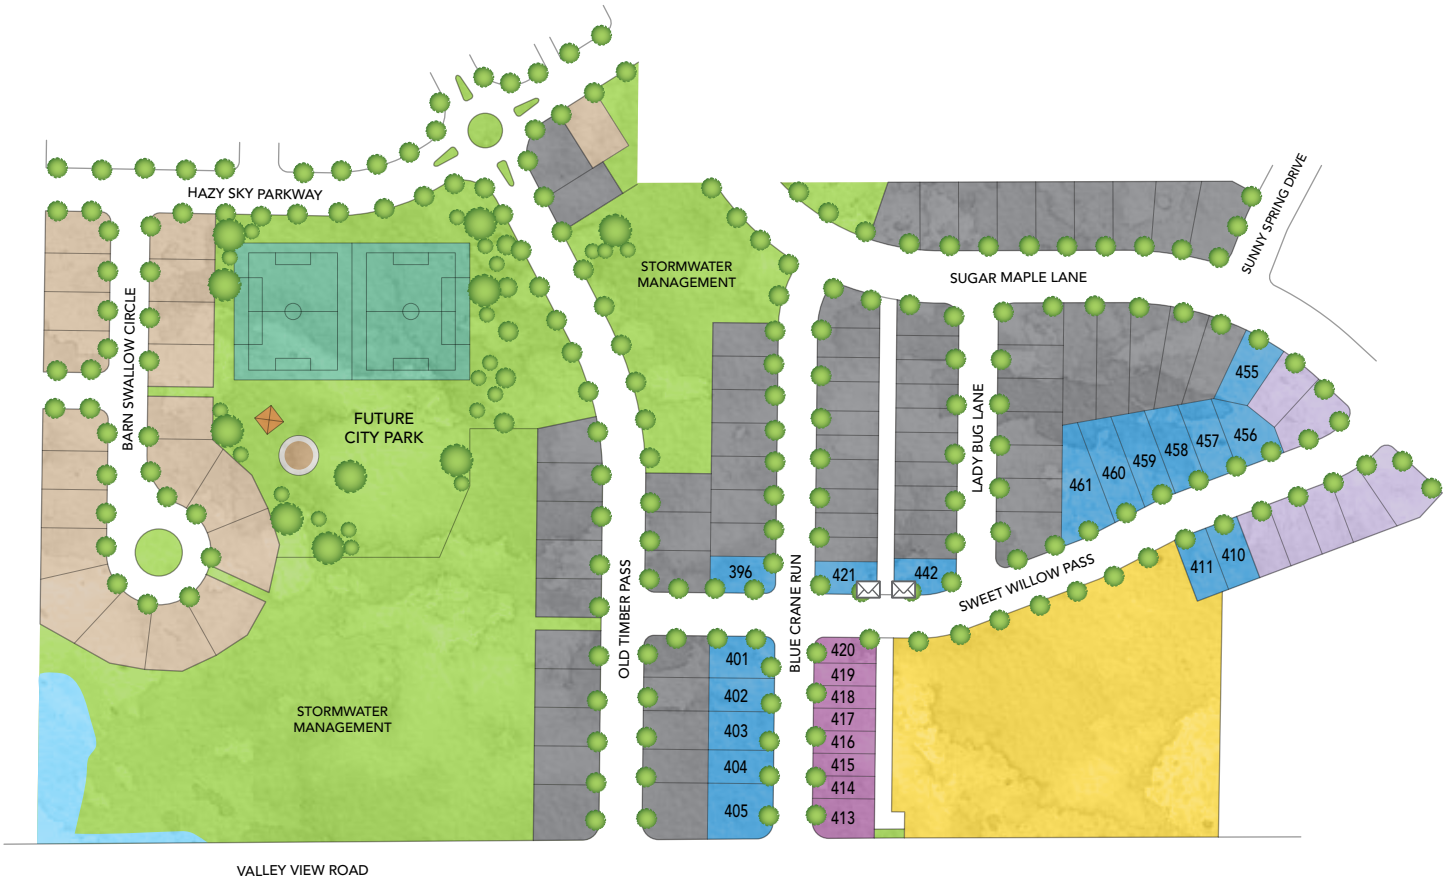 HAZY SKY PARKWAY
SUNNY SPRING DRIVE
STORMWATER
MANAGEMENT
SUGAR MAPLE LANE
BARN SWALLOW CIRCLE
FUTURE
CITY PARK
LADY BUG LANE
455
456
457
458
459
460
461
OLD TIMBER PASS
BLUE CRANE RUN
396
421
442
SWEET WILLOW PASS
411
410
401
402
403
404
405
420
419
418
417
416
415
414
413
STORMWATER
MANAGEMENT
VALLEY VIEW ROAD